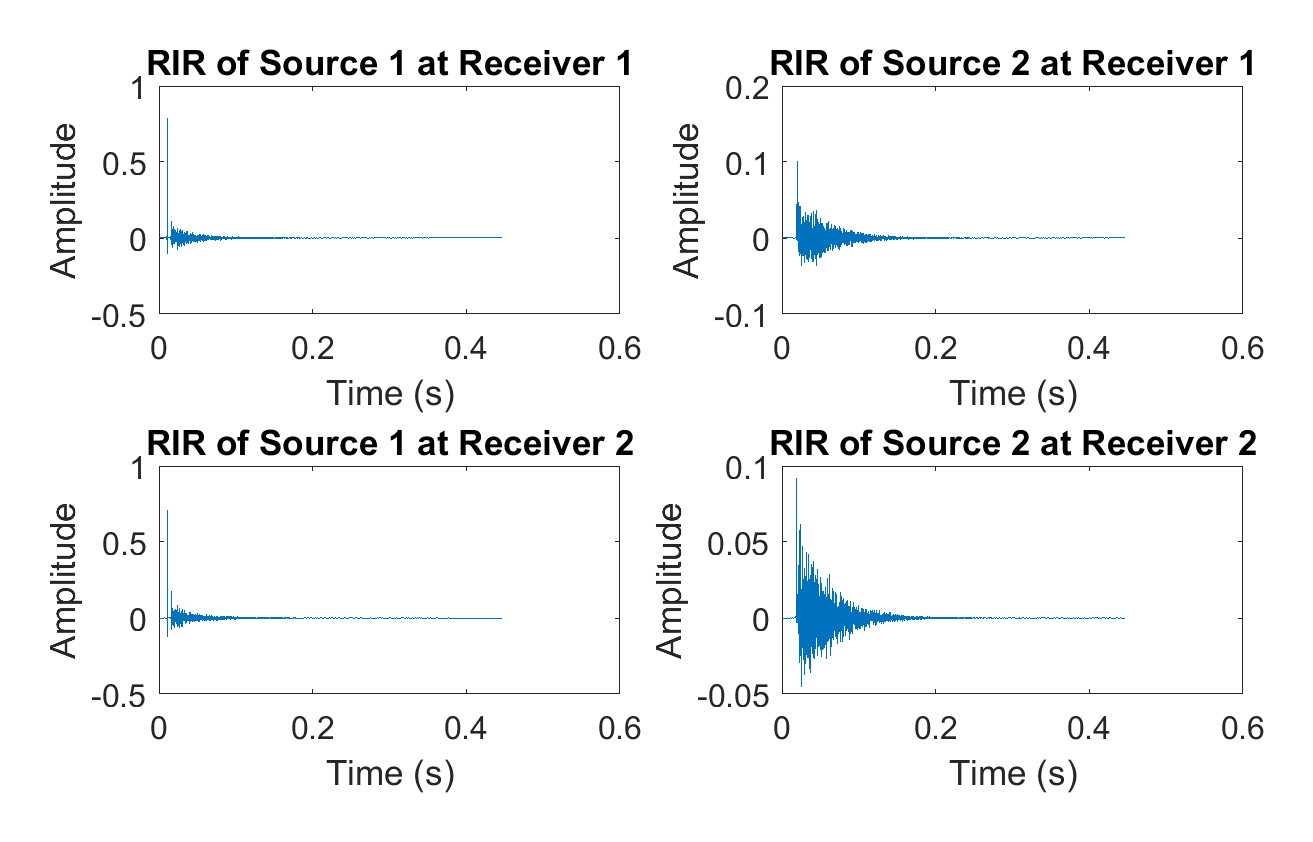 RIR of Source 1 at Receiver 1
1
0.5
0
-0.5
Amplitude
0 0.2 0.4 0.6
Time (s)
RIR of Source 2 at Receiver 1
0.2
0.1
0
-0.1
Amplitude
0 0.2 0.4 0.6
Time (s)
RIR of Source 1 at Receiver 2
1
0.5
0
-0.5
Amplitude
0 0.2 0.4 0.6
Time (s)
RIR of Source 2 at Receiver 2
0.1
0.05
0
-0.05
Amplitude
0 0.2 0.4 0.6
Time (s)